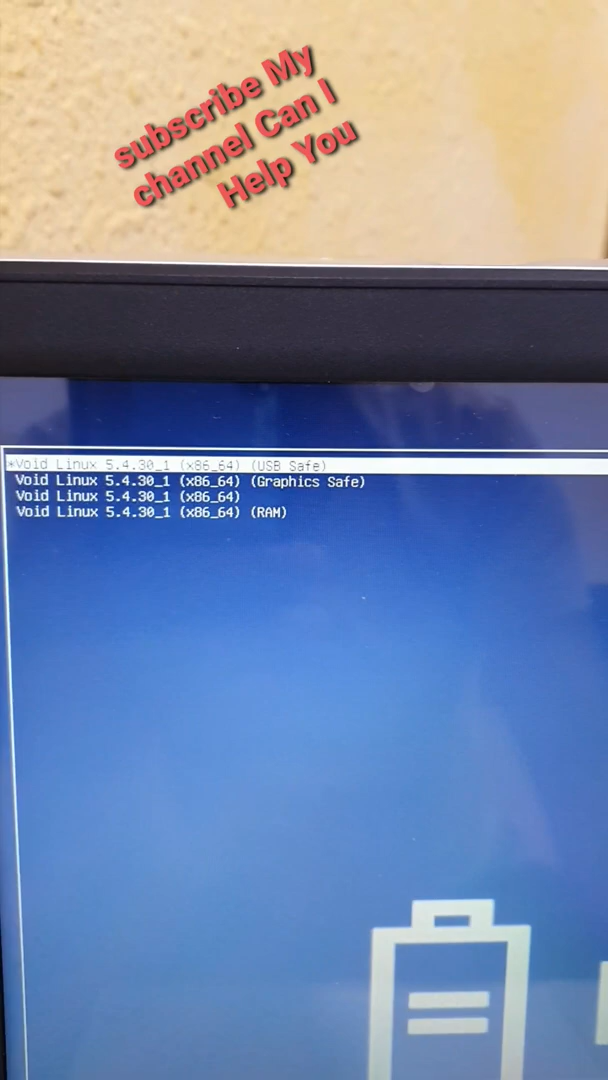 subscribe My
channel Can I
Help You
*Void Linux 5.4.30_1 (x86_64) (USB Safe)
Void Linux 5.4.30_1 (x86_64) (Graphics Safe)
Void Linux 5.4.30_1 (x86_64)
Void Linux 5.4.30_1 (x86_64) (RAM)